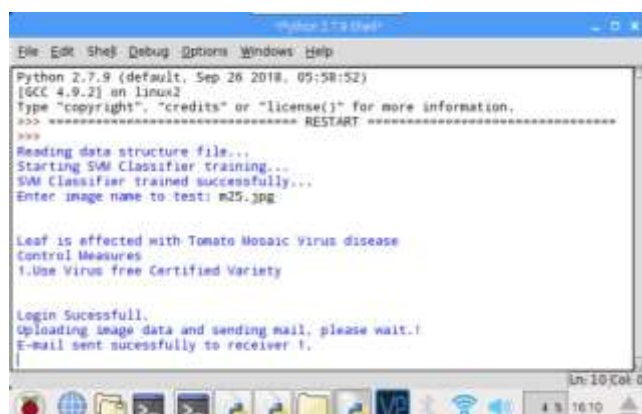 *Python 2.7.9 Shell*
File Edit Shell Debug Options Windows Help
Python 2.7.9 (default, Sep 26 2018, 05:58:52)
[GCC 4.9.2] on linux2
Type "copyright", "credits" or "license()" for more information.
>>> ================================ RESTART ================================
>>>
Reading data structure file...
Starting SVM Classifier training...
SVM Classifier trained successfully...
Enter image name to test: m25.jpg
Leaf is effected with Tomato Mosaic Virus disease
Control Measures
1.Use Virus free Certified Variety
Login Sucessfull.
Uploading image data and sending mail, please wait.!
E-mail sent sucessfully to receiver !.
Ln: 10 Col: 0
16:10